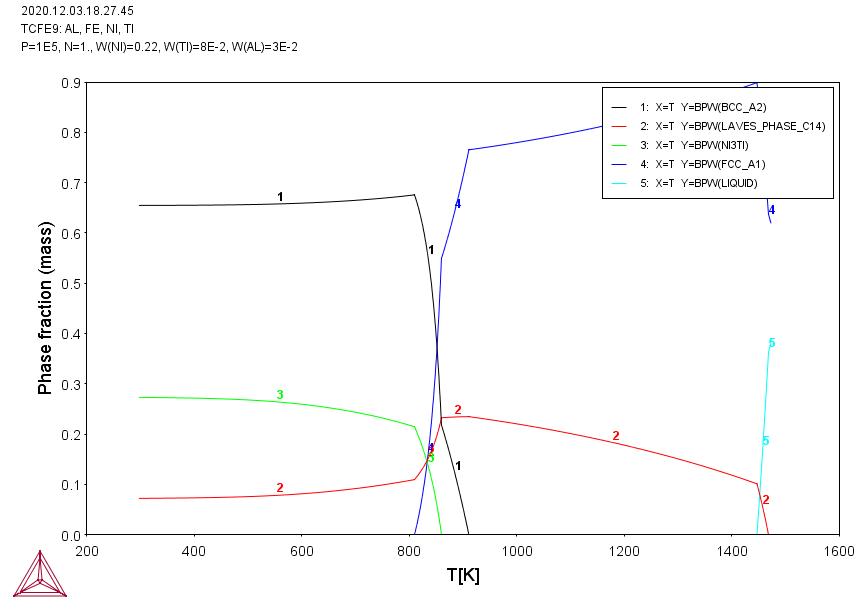 2020.12.03.18.27.45
TCFE9: AL, FE, NI, TI
P=1E5, N=1., W(NI)=0.22, W(TI)=8E-2, W(AL)=3E-2
0.9
1: X=T Y=BPW(BCC_A2)
2: X=T Y=BPW(LAVES_PHASE_C14)
3: X=T Y=BPW(NI3TI)
4: X=T Y=BPW(FCC_A1)
5: X=T Y=BPW(LIQUID)
0.8
0.7
1
4
4
0.6
1
0.5
Phase fraction (mass)
0.4
5
0.3
3
2
2
0.2
4
2
5
3
1
5
0.1
2
2
0.0
200 400 600 800 1000 1200 1400 1600
T[K]